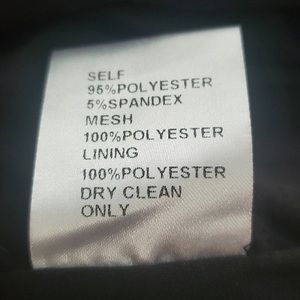 SELF
95%POLYESTER
5%SPANDEX
MESH
100%POLYESTER
LINING
100%POLYESTER
DRY CLEAN
ONLY